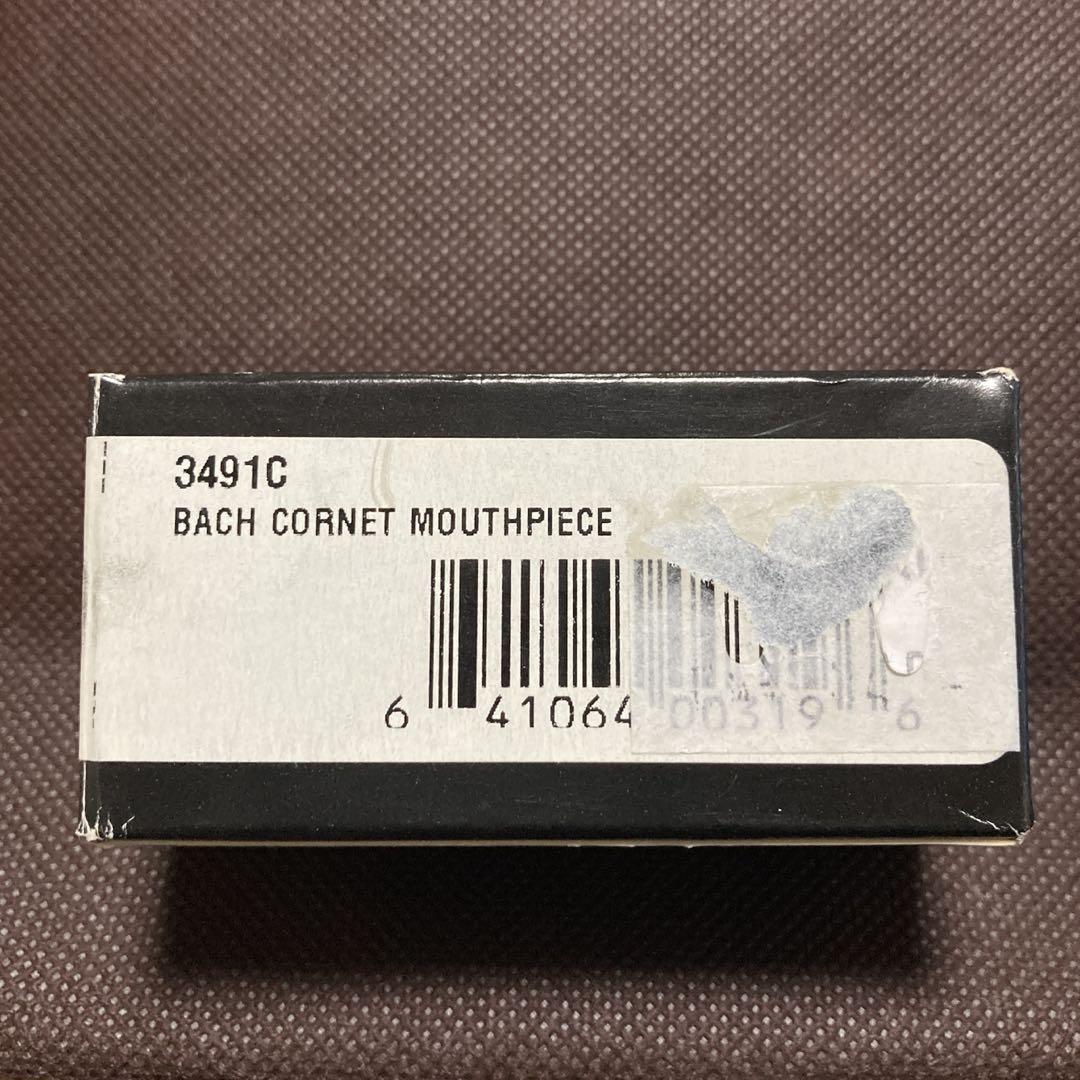 3491C
BACH CORNET MOUTHPIECE
6 41064 00319 6